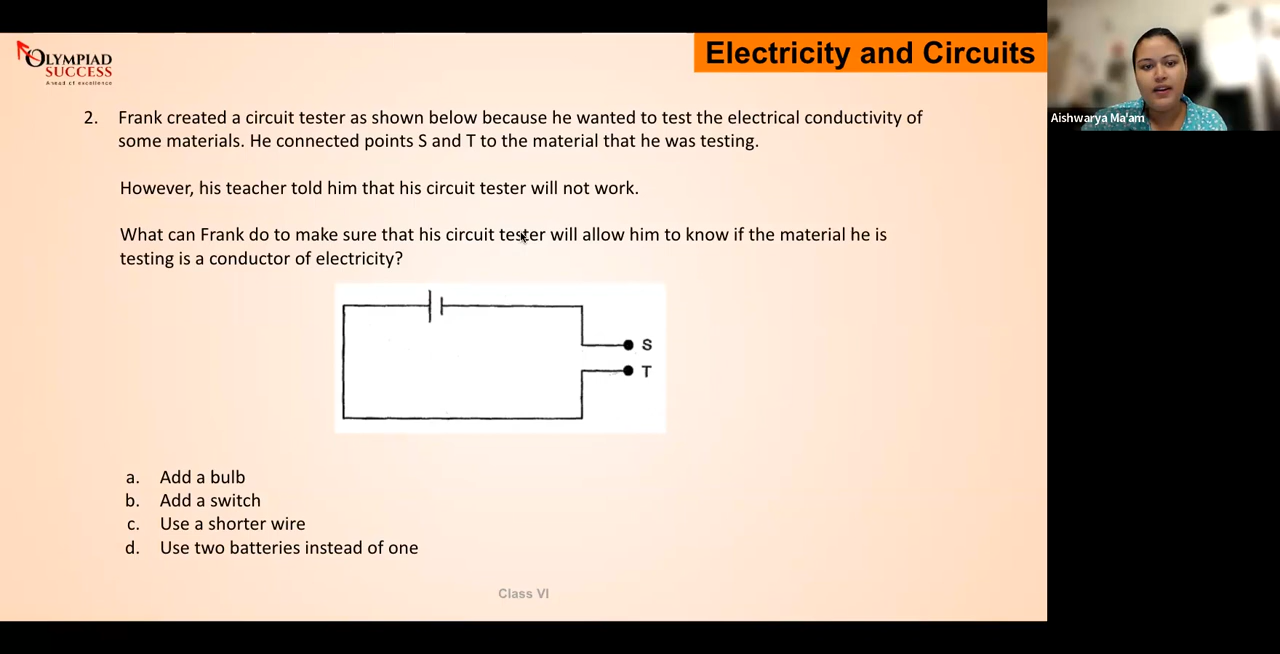 OLYMPIAD
SUCCESS
Ahead of excellence
Electricity and Circuits
Aishwarya Ma'am
2. Frank created a circuit tester as shown below because he wanted to test the electrical conductivity of
some materials. He connected points S and T to the material that he was testing.
However, his teacher told him that his circuit tester will not work.
What can Frank do to make sure that his circuit tester will allow him to know if the material he is
testing is a conductor of electricity?
S
T
a. Add a bulb
b. Add a switch
c. Use a shorter wire
d. Use two batteries instead of one
Class VI